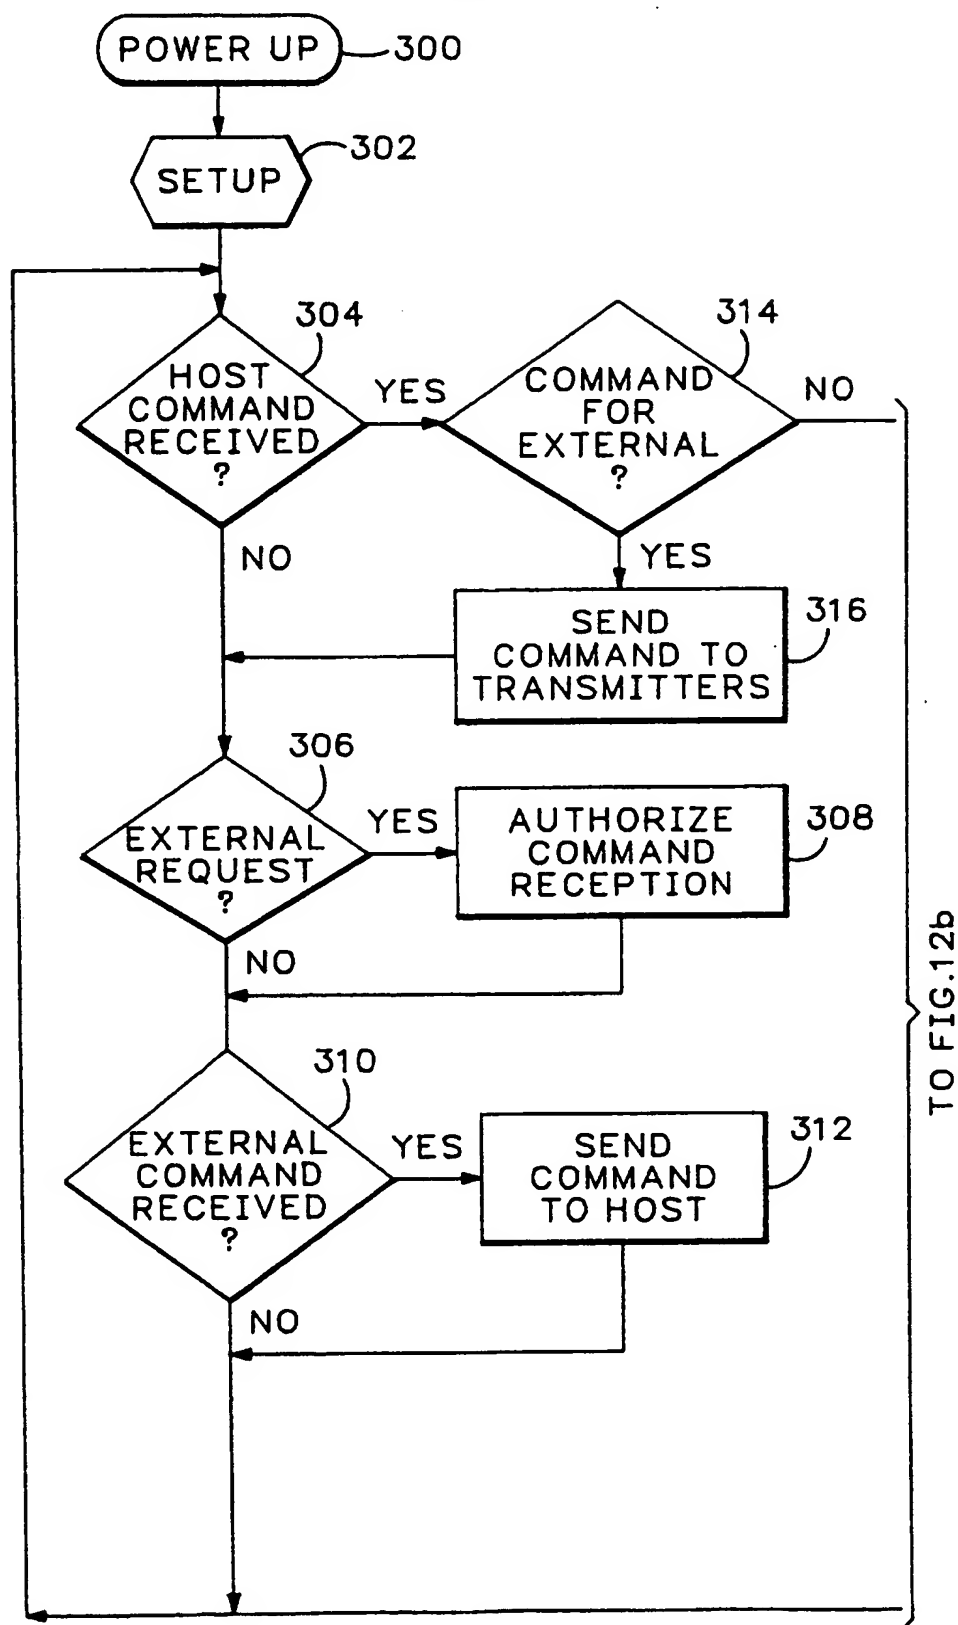 POWER UP
300
SETUP
302
304
HOST
COMMAND
RECEIVED
?
YES
NO
314
COMMAND
FOR
EXTERNAL
?
NO
YES
SEND
COMMAND TO
TRANSMITTERS
316
306
EXTERNAL
REQUEST
?
YES
NO
AUTHORIZE
COMMAND
RECEPTION
308
310
EXTERNAL
COMMAND
RECEIVED
?
YES
NO
SEND
COMMAND
TO HOST
312
TO FIG.12b